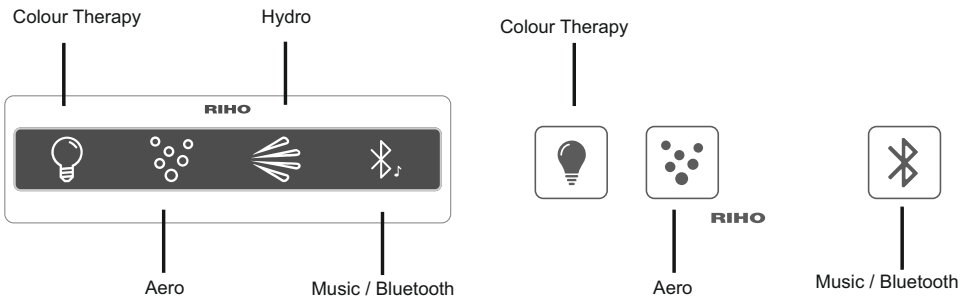 Colour Therapy
Hydro
RIHO
Aero
Music / Bluetooth
Colour Therapy
RIHO
Aero
Music / Bluetooth